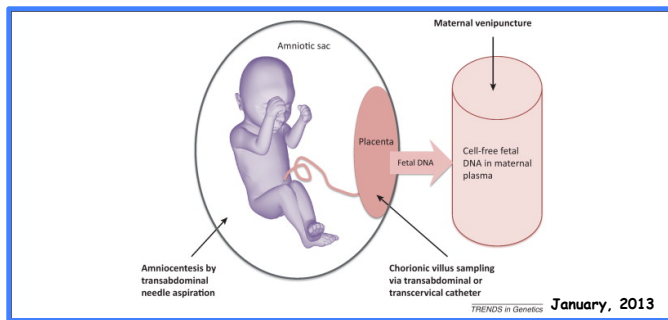 Maternal venipuncture
Amniotic sac
Placenta
Fetal DNA
Cell-free fetal
DNA in maternal
plasma
Amniocentesis by
transabdominal
needle aspiration
Chorionic villus sampling
via transabdominal or
transcervical catheter
TRENDS in Genetics January, 2013